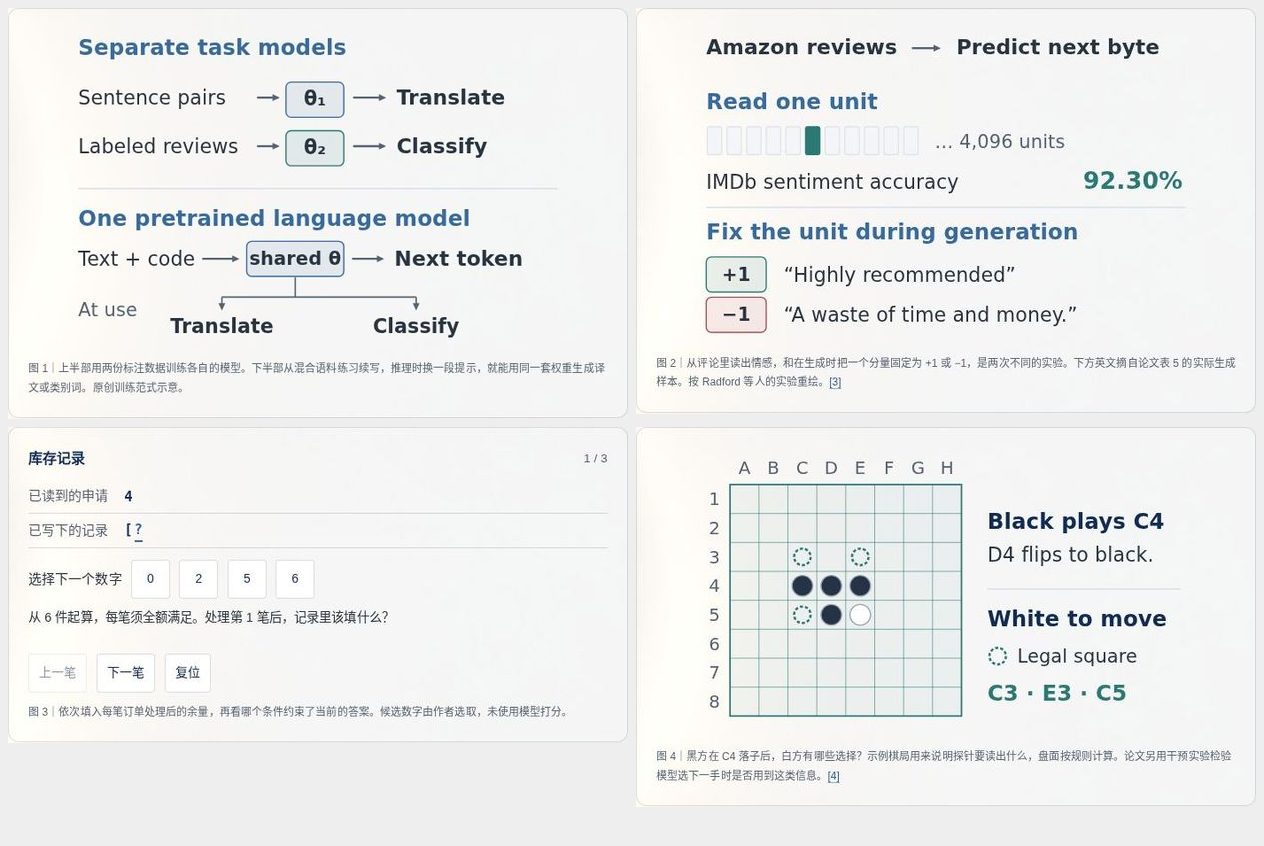 Separate task models
Sentence pairs → θ₁ → Translate
Labeled reviews → θ₂ → Classify
One pretrained language model
Text + code → shared θ → Next token
At use
Translate Classify
图 1｜上半部用两份标注数据训练各自的模型。下半部从混合语料练习续写，推理时换一段提示，就能用同一套权重生成译
文或类别词。原创训练范式示意。
Amazon reviews → Predict next byte
Read one unit
… 4,096 units
IMDb sentiment accuracy 92.30%
Fix the unit during generation
+1 “Highly recommended”
−1 “A waste of time and money.”
图 2｜从评论里读出情感，和在生成时把一个分量固定为 +1 或 −1，是两次不同的实验。下方英文摘自论文表 5 的实际生成
样本。按 Radford 等人的实验重绘。[3]
库存记录 1 / 3
已读到的申请 4
已写下的记录 [ ?
选择下一个数字 0 2 5 6
从 6 件起算，每笔须全额满足。处理第 1 笔后，记录里该填什么？
上一笔 下一笔 复位
图 3｜依次填入每笔订单处理后的余量，再看哪个条件约束了当前的答案。候选数字由作者选取，未使用模型打分。
A B C D E F G H
1
2
3
4
5
6
7
8
Black plays C4
D4 flips to black.
White to move
Legal square
C3 · E3 · C5
图 4｜黑方在 C4 落子后，白方有哪些选择？示例棋局用来说明探针要读出什么，盘面按规则计算。论文另用干预实验检验
模型选下一手时是否用到这类信息。[4]